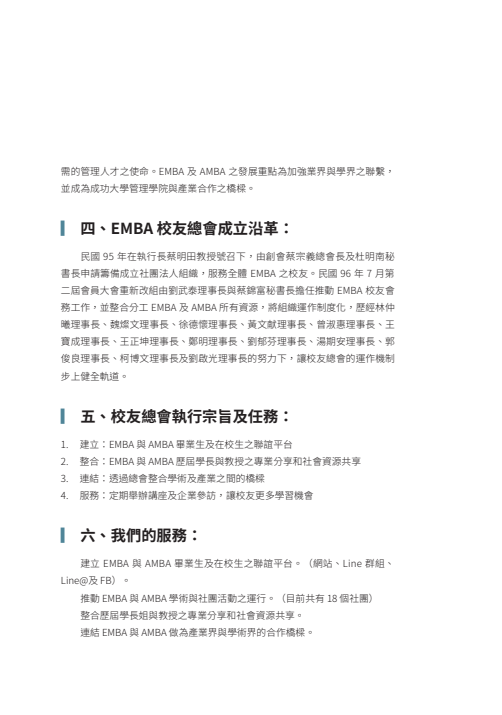 需的管理人才之使命。EMBA 及 AMBA 之發展重點為加強業界與學界之聯繫，
並成為成功大學管理學院與產業合作之橋樑。
四、EMBA 校友總會成立沿革：
民國 95 年在執行長蔡明田教授號召下，由創會蔡宗義總會長及杜明南秘
書長申請籌備成立社團法人組織，服務全體 EMBA 之校友。民國 96 年 7 月第
二屆會員大會重新改組由劉武泰理事長與蔡錦富秘書長擔任推動 EMBA 校友會
務工作，並整合分工 EMBA 及 AMBA 所有資源，將組織運作制度化，歷經林仲
曦理事長、魏燦文理事長、徐德懷理事長、黃文献理事長、曾淑惠理事長、王
寶成理事長、王正坤理事長、鄭明理事長、劉郁芬理事長、湯期安理事長、郭
俊良理事長、柯博文理事長及劉啟光理事長的努力下，讓校友總會的運作機制
步上健全軌道。
五、校友總會執行宗旨及任務：
1. 建立：EMBA 與 AMBA 畢業生及在校生之聯誼平台
2. 整合：EMBA 與 AMBA 歷屆學長與教授之專業分享和社會資源共享
3. 連結：透過總會整合學術及產業之間的橋樑
4. 服務：定期舉辦講座及企業參訪，讓校友更多學習機會
六、我們的服務：
建立 EMBA 與 AMBA 畢業生及在校生之聯誼平台。（網站、Line 群組、
Line@及 FB）。
推動 EMBA 與 AMBA 學術與社團活動之運行。（目前共有 18 個社團）
整合歷屆學長姐與教授之專業分享和社會資源共享。
連結 EMBA 與 AMBA 做為產業界與學術界的合作橋樑。